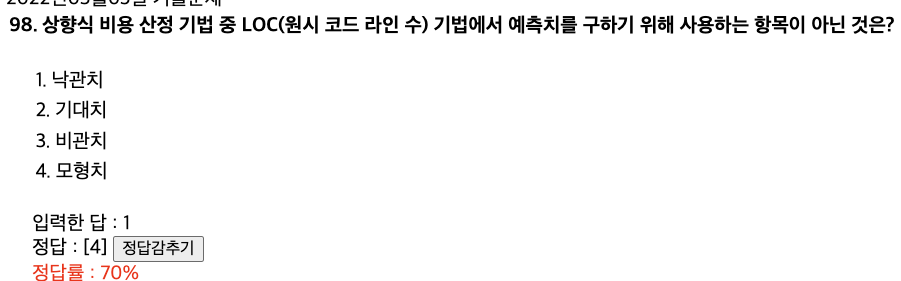 98. 상향식 비용 산정 기법 중 LOC(원시 코드 라인 수) 기법에서 예측치를 구하기 위해 사용하는 항목이 아닌 것은?
1. 낙관치
2. 기대치
3. 비관치
4. 모형치
입력한 답 : 1
정답 : [4] 정답감추기
정답률 : 70%